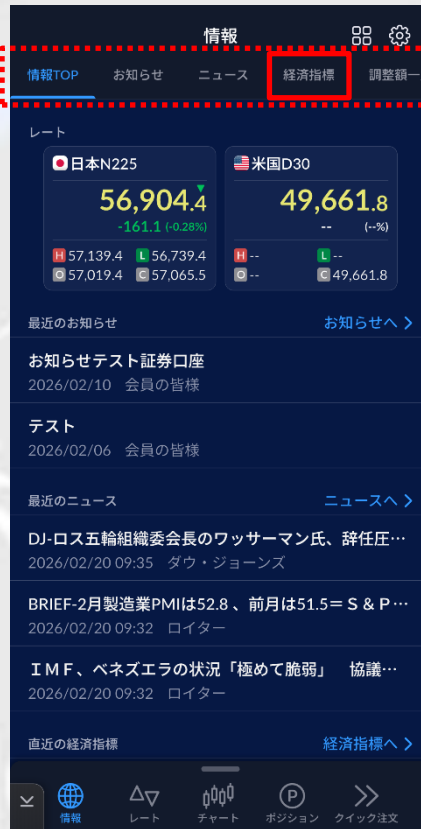 情報
情報TOP お知らせ ニュース 経済指標 調整額一
レート
日本N225
56,904.4
-161.1 (-0.28%)
H 57,139.4 L 56,739.4
O 57,019.4 C 57,065.5
米国D30
49,661.8
-- (--%)
H -- L --
O -- C 49,661.8
最近のお知らせ お知らせへ
お知らせテスト証券口座
2026/02/10 会員の皆様
テスト
2026/02/06 会員の皆様
最近のニュース ニュースへ
DJ-ロス五輪組織委会長のワッサーマン氏、辞任圧…
2026/02/20 09:35 ダウ・ジョーンズ
BRIEF-2月製造業PMIは52.8 、前月は51.5=Ｓ＆Ｐ…
2026/02/20 09:32 ロイター
ＩＭＦ、ベネズエラの状況「極めて脆弱」 協議…
2026/02/20 09:32 ロイター
直近の経済指標 経済指標へ
情報 レート チャート P ポジション クイック注文